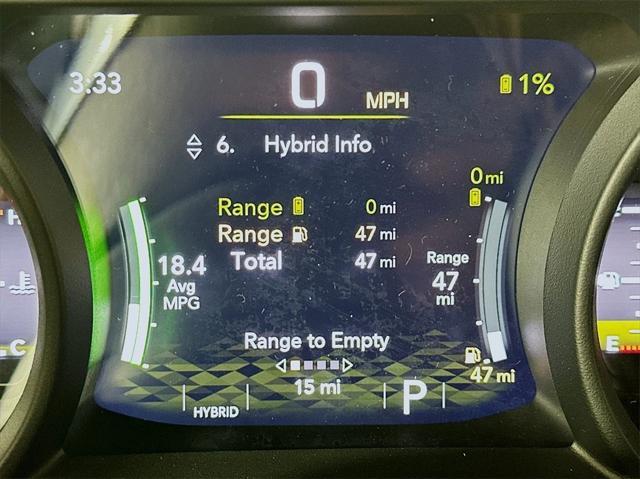 3:33
0 MPH
1%
6. Hybrid Info
0 mi
Range 0 mi
Range 47 mi
Total 47 mi
18.4
Avg
MPG
Range
47
mi
Range to Empty
15 mi
47 mi
HYBRID
P
H
C
E